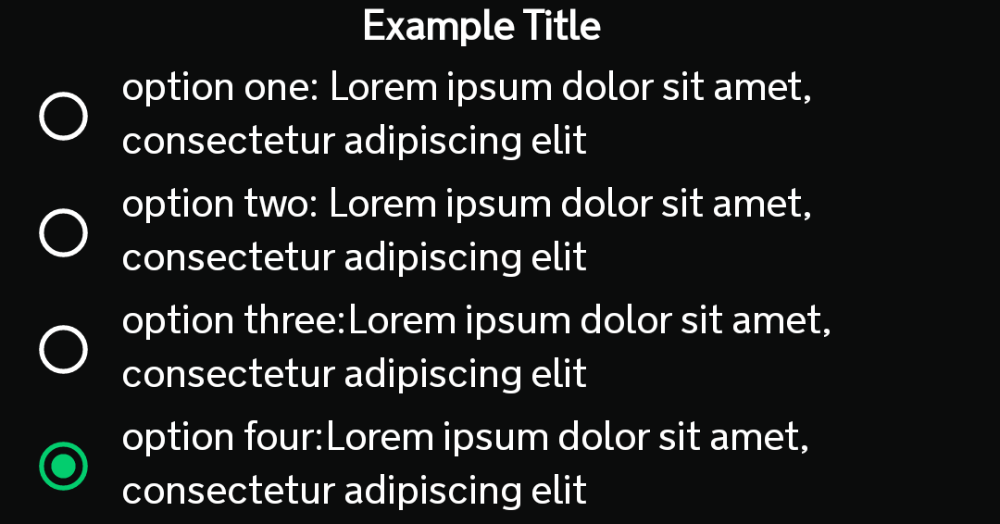 Example Title
option one: Lorem ipsum dolor sit amet,
consectetur adipiscing elit
option two: Lorem ipsum dolor sit amet,
consectetur adipiscing elit
option three:Lorem ipsum dolor sit amet,
consectetur adipiscing elit
option four:Lorem ipsum dolor sit amet,
consectetur adipiscing elit